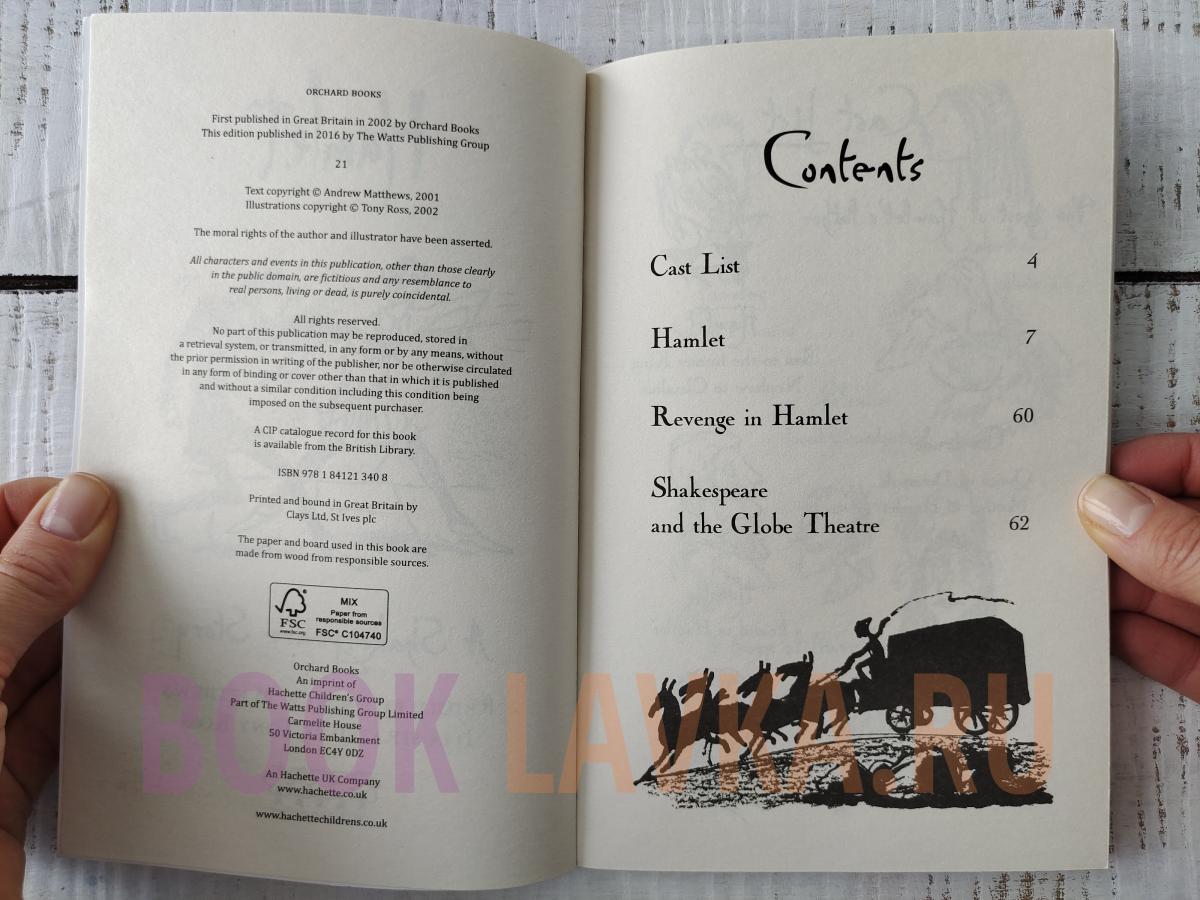 ORCHARD BOOKS
First published in Great Britain in 2002 by Orchard Books
This edition published in 2016 by The Watts Publishing Group
21
Text copyright © Andrew Matthews, 2001
Illustrations copyright © Tony Ross, 2002
The moral rights of the author and illustrator have been asserted.
All characters and events in this publication, other than those clearly
in the public domain, are fictitious and any resemblance to
real persons, living or dead, is purely coincidental.
All rights reserved.
No part of this publication may be reproduced, stored in
a retrieval system, or transmitted, in any form or by any means, without
the prior permission in writing of the publisher, nor be otherwise circulated
in any form of binding or cover other than that in which it is published
and without a similar condition including this condition being
imposed on the subsequent purchaser.
A CIP catalogue record for this book
is available from the British Library.
ISBN 978 1 84121 340 8
Printed and bound in Great Britain by
Clays Ltd, St Ives plc
The paper and board used in this book are
made from wood from responsible sources.
FSC
www.fsc.org
MIX
Paper from
responsible sources
FSC® C104740
Orchard Books
An imprint of
Hachette Children's Group
Part of The Watts Publishing Group Limited
Carmelite House
50 Victoria Embankment
London EC4Y 0DZ
An Hachette UK Company
www.hachette.co.uk
www.hachettechildrens.co.uk
Contents
Cast List 4
Hamlet 7
Revenge in Hamlet 60
Shakespeare
and the Globe Theatre 62
BOOK LAVKA.RU